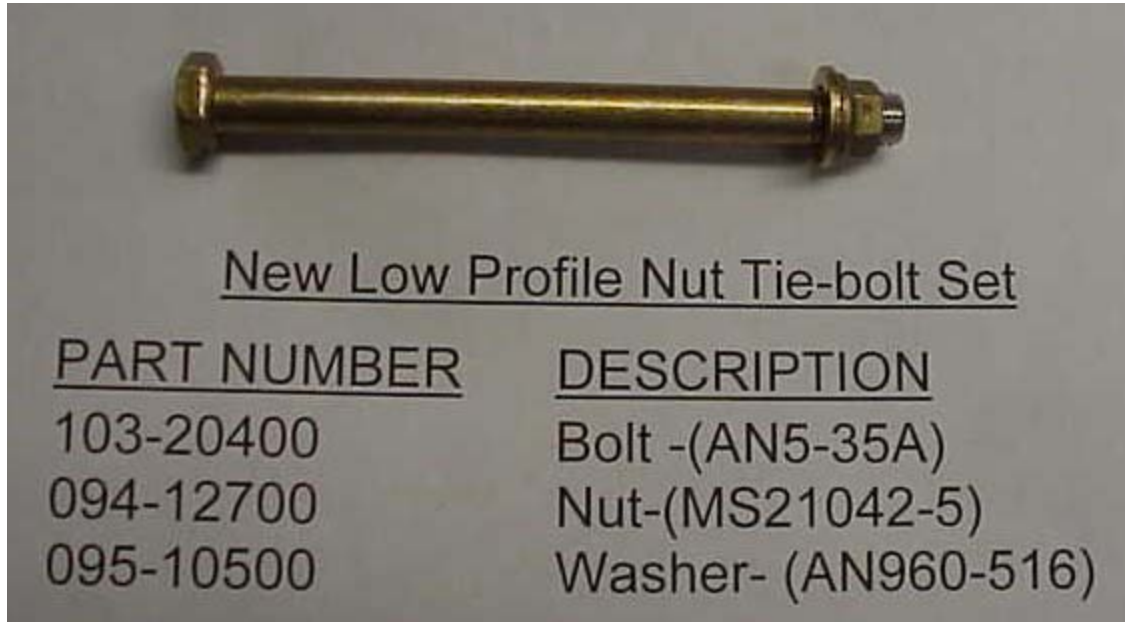 New Low Profile Nut Tie-bolt Set
PART NUMBER DESCRIPTION
103-20400 Bolt -(AN5-35A)
094-12700 Nut-(MS21042-5)
095-10500 Washer- (AN960-516)